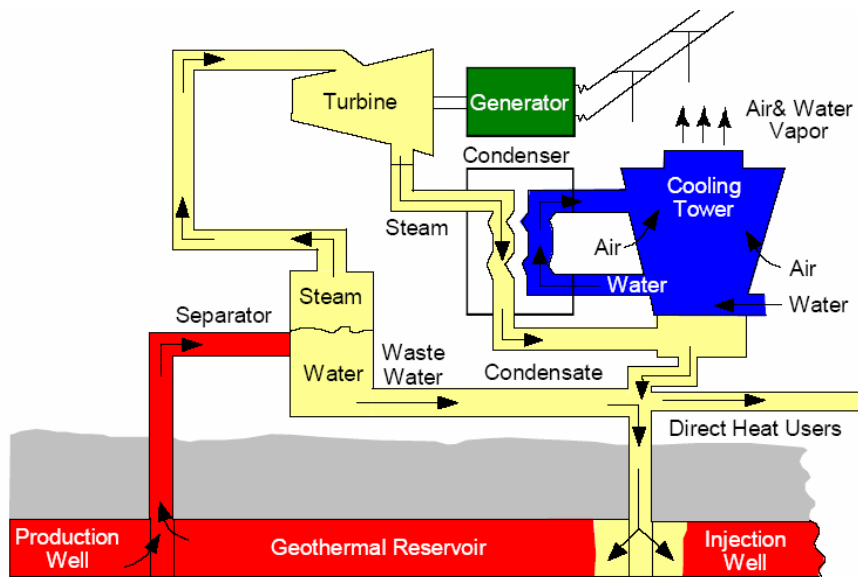 Turbine
Generator
Air& Water
Vapor
Condenser
Cooling
Tower
Steam
Air
Air
Steam
Water
Water
Separator
Water
Waste
Water
Condensate
Direct Heat Users
Production
Well
Geothermal Reservoir
Injection
Well